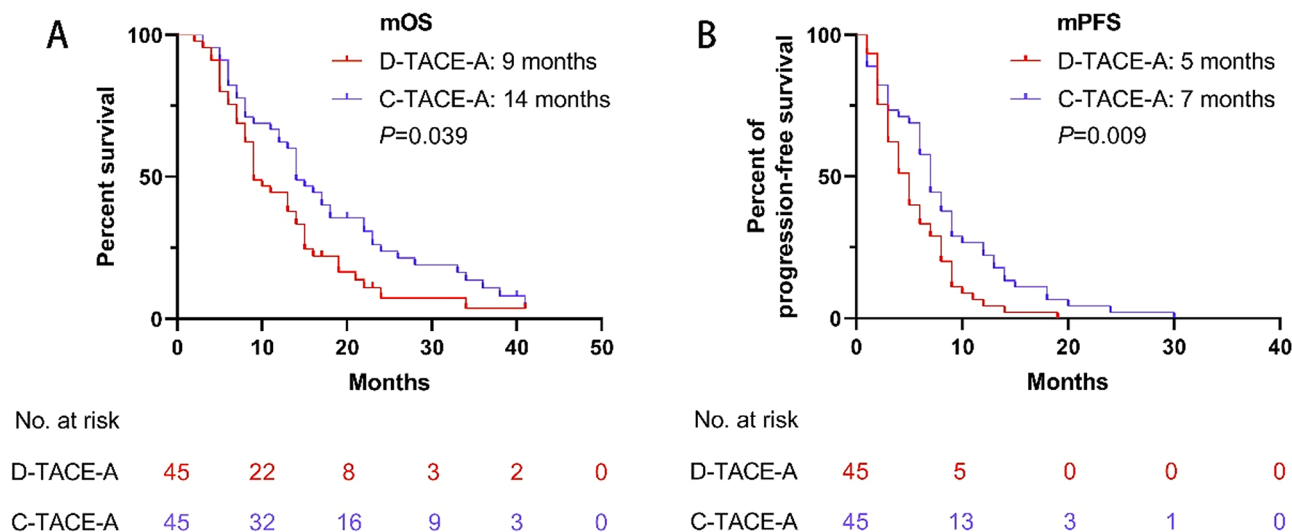 A
mOS
D-TACE-A: 9 months
C-TACE-A: 14 months
P=0.039
Percent survival
100
50
0
0 10 20 30 40 50
Months
No. at risk
D-TACE-A 45 22 8 3 2 0
C-TACE-A 45 32 16 9 3 0
B
mPFS
D-TACE-A: 5 months
C-TACE-A: 7 months
P=0.009
Percent of
progression-free survival
100
50
0
0 10 20 30 40
Months
No. at risk
D-TACE-A 45 5 0 0 0
C-TACE-A 45 13 3 1 0